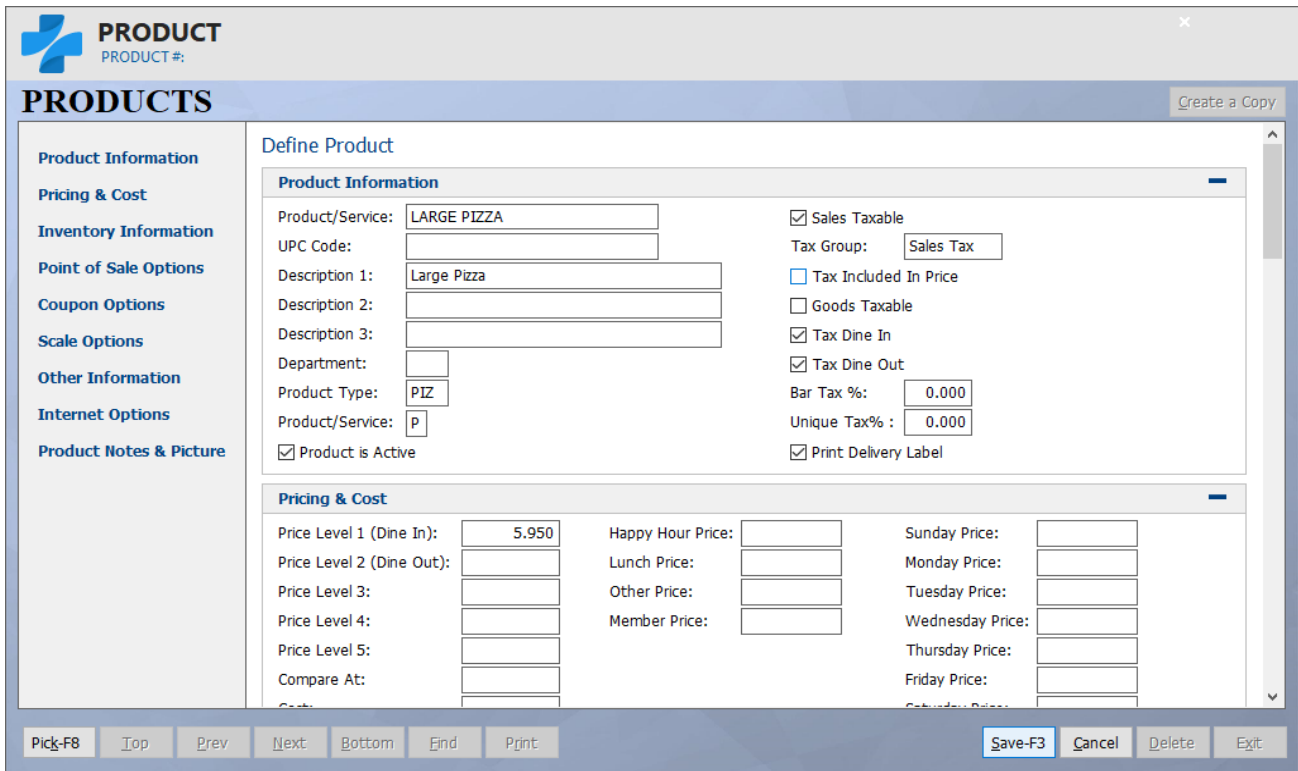 PRODUCT
PRODUCT #:
PRODUCTS
Create a Copy
Product Information
Pricing & Cost
Inventory Information
Point of Sale Options
Coupon Options
Scale Options
Other Information
Internet Options
Product Notes & Picture
Define Product
Product Information
Product/Service: LARGE PIZZA
UPC Code:
Description 1: Large Pizza
Description 2:
Description 3:
Department:
Product Type: PIZ
Product/Service: P
Product is Active
Sales Taxable
Tax Group: Sales Tax
Tax Included In Price
Goods Taxable
Tax Dine In
Tax Dine Out
Bar Tax %: 0.000
Unique Tax% : 0.000
Print Delivery Label
Pricing & Cost
Price Level 1 (Dine In): 5.950
Price Level 2 (Dine Out):
Price Level 3:
Price Level 4:
Price Level 5:
Compare At:
Cost:
Happy Hour Price:
Lunch Price:
Other Price:
Member Price:
Sunday Price:
Monday Price:
Tuesday Price:
Wednesday Price:
Thursday Price:
Friday Price:
Saturday Price:
Pick-F8 Top Prev Next Bottom Find Print Save-F3 Cancel Delete Exit